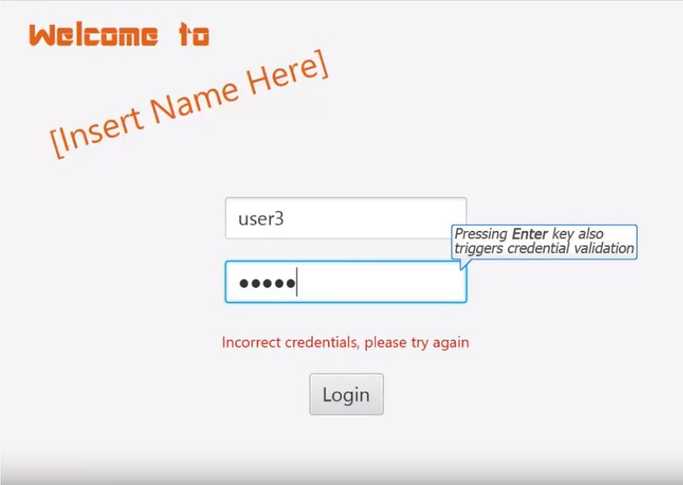 Welcome to
[Insert Name Here]
user3
Pressing Enter key also
triggers credential validation
•••••
Incorrect credentials, please try again
Login